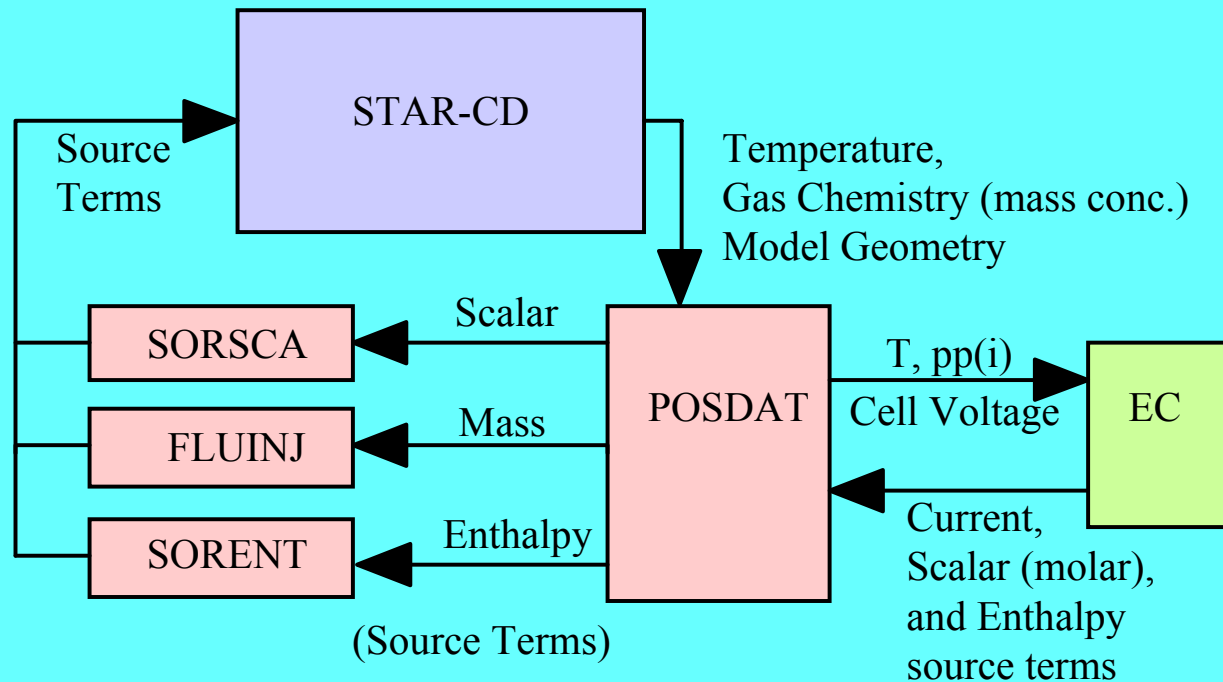 STAR-CD
Source
Terms
Temperature,
Gas Chemistry (mass conc.)
Model Geometry
SORSCA
Scalar
POSDAT
T, pp(i)
Cell Voltage
EC
FLUINJ
Mass
SORENT
Enthalpy
(Source Terms)
Current,
Scalar (molar),
and Enthalpy
source terms